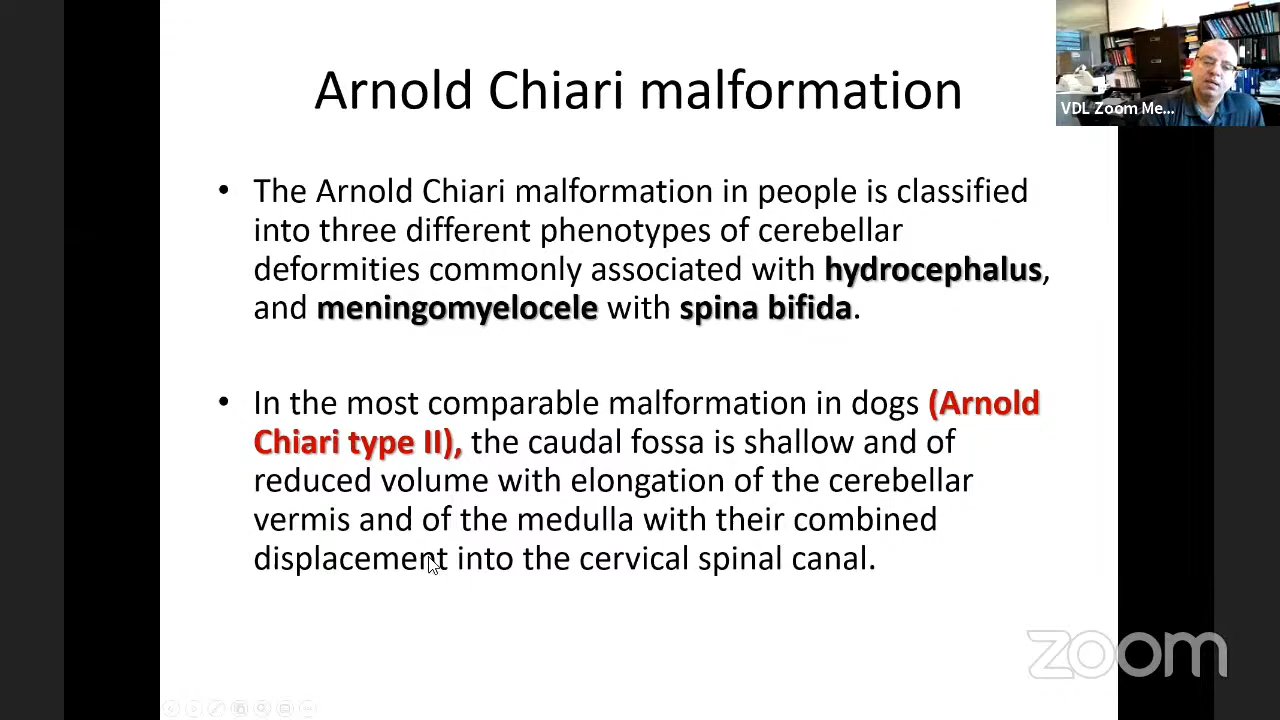 Arnold Chiari malformation
VDL Zoom Me...
• The Arnold Chiari malformation in people is classified
into three different phenotypes of cerebellar
deformities commonly associated with hydrocephalus,
and meningomyelocele with spina bifida.
• In the most comparable malformation in dogs (Arnold
Chiari type II), the caudal fossa is shallow and of
reduced volume with elongation of the cerebellar
vermis and of the medulla with their combined
displacement into the cervical spinal canal.
zoom